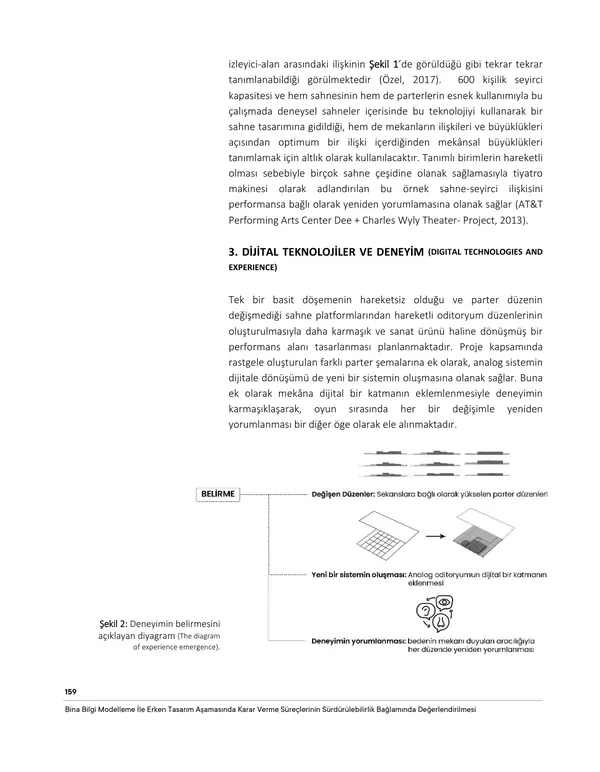 izleyici-alan arasındaki ilişkinin Şekil 1'de görüldüğü gibi tekrar tekrar
tanımlanabildiği görülmektedir (Özel, 2017). 600 kişilik seyirci
kapasitesi ve hem sahnesinin hem de parterlerin esnek kullanımıyla bu
çalışmada deneysel sahneler içerisinde bu teknolojiyi kullanarak bir
sahne tasarımına gidildiği, hem de mekanların ilişkileri ve büyüklükleri
açısından optimum bir ilişki içerdiğinden mekânsal büyüklükleri
tanımlamak için altlık olarak kullanılacaktır. Tanımlı birimlerin hareketli
olması sebebiyle birçok sahne çeşidine olanak sağlamasıyla tiyatro
makinesi olarak adlandırılan bu örnek sahne-seyirci ilişkisini
performansa bağlı olarak yeniden yorumlamasına olanak sağlar (AT&T
Performing Arts Center Dee + Charles Wyly Theater- Project, 2013).
3. DİJİTAL TEKNOLOJİLER VE DENEYİM (DIGITAL TECHNOLOGIES AND
EXPERIENCE)
Tek bir basit döşemenin hareketsiz olduğu ve parter düzenin
değişmediği sahne platformlarından hareketli oditoryum düzenlerinin
oluşturulmasıyla daha karmaşık ve sanat ürünü haline dönüşmüş bir
performans alanı tasarlanması planlanmaktadır. Proje kapsamında
rastgele oluşturulan farklı parter şemalarına ek olarak, analog sistemin
dijitale dönüşümü de yeni bir sistemin oluşmasına olanak sağlar. Buna
ek olarak mekâna dijital bir katmanın eklemlenmesiyle deneyimin
karmaşıklaşarak, oyun sırasında her bir değişimle yeniden
yorumlanması bir diğer öge olarak ele alınmaktadır.
BELİRME
Değişen Düzenler: Sekanslara bağlı olarak yükselen parter düzenleri
Yeni bir sistemin oluşması: Analog oditoryumun dijital bir katmanın
eklenmesi
Deneyimin yorumlanması: bedenin mekanı duyuları aracılığıyla
her düzende yeniden yorumlanması
Şekil 2: Deneyimin belirmesini
açıklayan diyagram (The diagram
of experience emergence).
159
Bina Bilgi Modelleme İle Erken Tasarım Aşamasında Karar Verme Süreçlerinin Sürdürülebilirlik Bağlamında Değerlendirilmesi